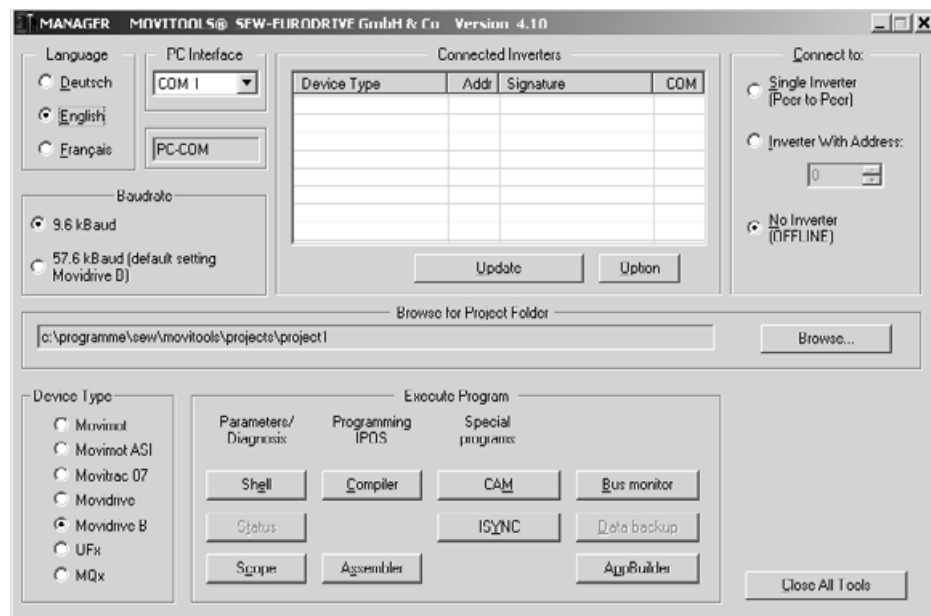 MANAGER MOVITOOLS® SEW-EURODRIVE GmbH & Co Version 4.10
Language
Deutsch
English
Français
PC Interface
COM 1
PC-COM
Baudrate
9.6 kBaud
57.6 kBaud (default setting
Movidrive B)
Connected Inverters
Device Type Addr Signature COM
Update Option
Connect to:
Single Inverter
(Peer to Peer)
Inverter With Address:
0
No Inverter
(OFFLINE)
Browse for Project Folder
c:\programme\sew\movitools\projects\project1
Browse...
Device Type
Movimot
Movimot ASI
Movitrac 07
Movidrive
Movidrive B
UFx
MQx
Execute Program
Parameters/
Diagnosis
Shell
Status
Scope
Programming
IPOS
Compiler
Assembler
Special
programs
CAM
ISYNC
Bus monitor
Data backup
AppBuilder
Close All Tools